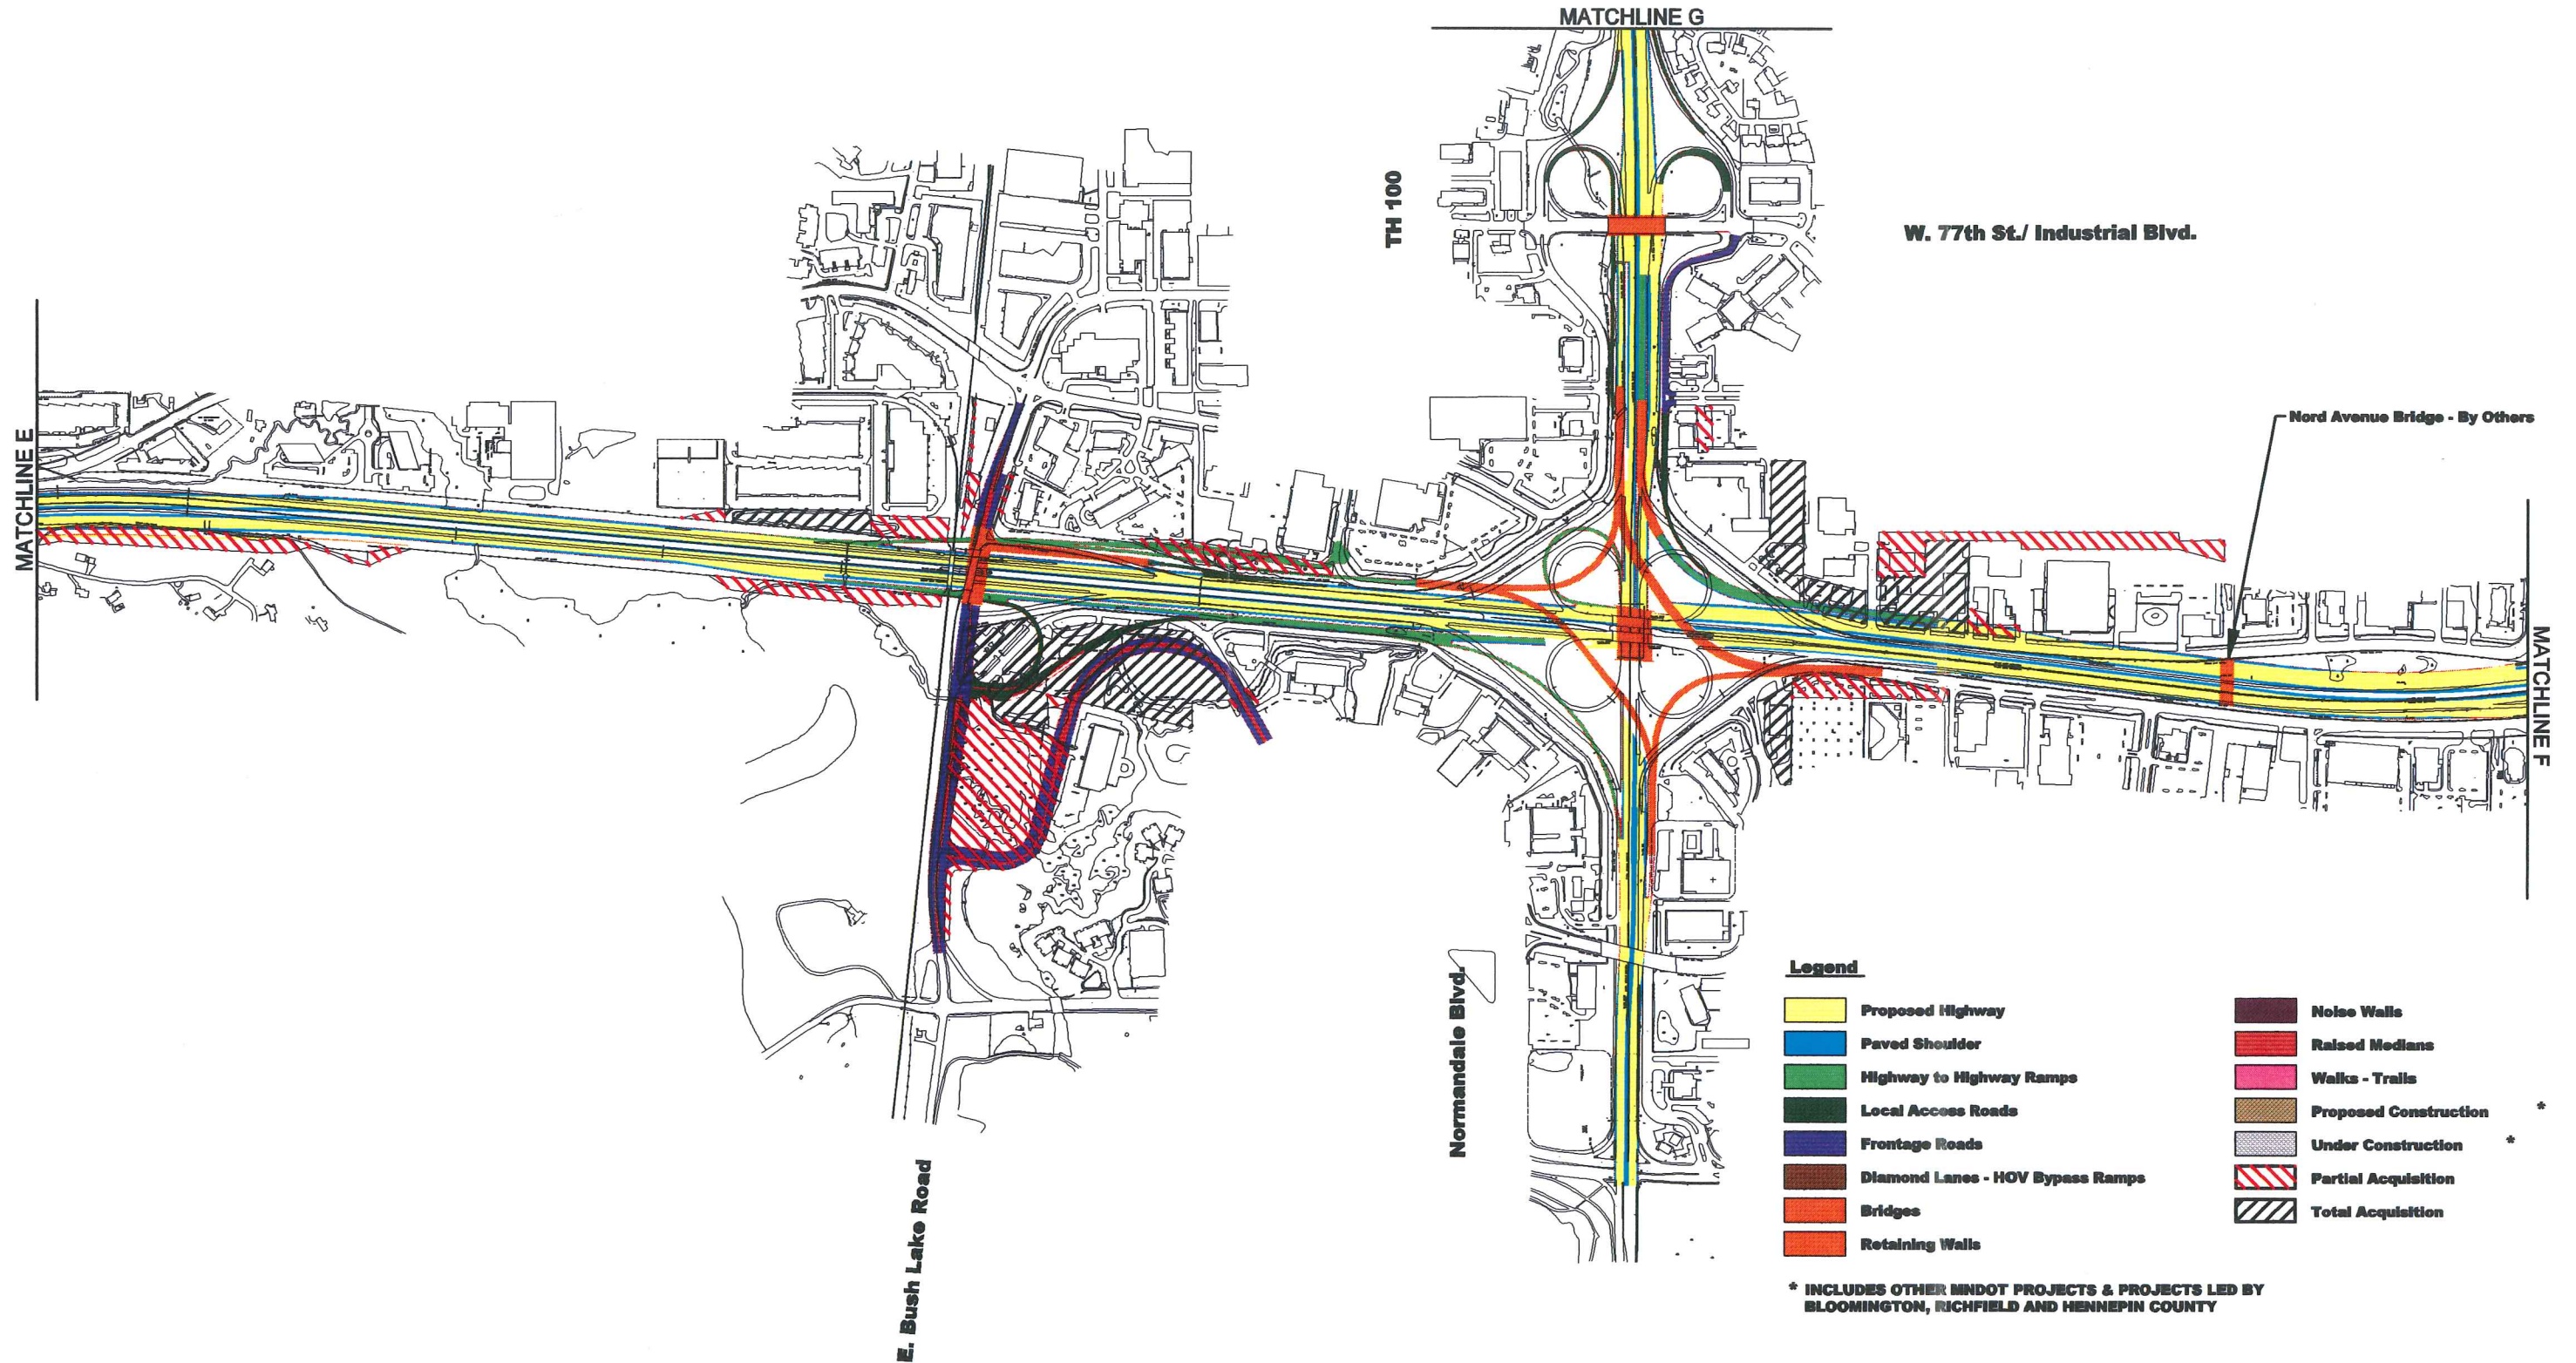 MATCHLINE G
TH 100
W. 77th St./ Industrial Blvd.
Nord Avenue Bridge - By Others
MATCHLINE E
MATCHLINE F
Normandale Blvd.
E. Bush Lake Road
Legend
Proposed Highway
Paved Shoulder
Highway to Highway Ramps
Local Access Roads
Frontage Roads
Diamond Lanes - HOV Bypass Ramps
Bridges
Retaining Walls
Noise Walls
Raised Medians
Walks - Trails
Proposed Construction *
Under Construction *
Partial Acquisition
Total Acquisition
* INCLUDES OTHER MNDOT PROJECTS & PROJECTS LED BY
BLOOMINGTON, RICHFIELD AND HENNEPIN COUNTY